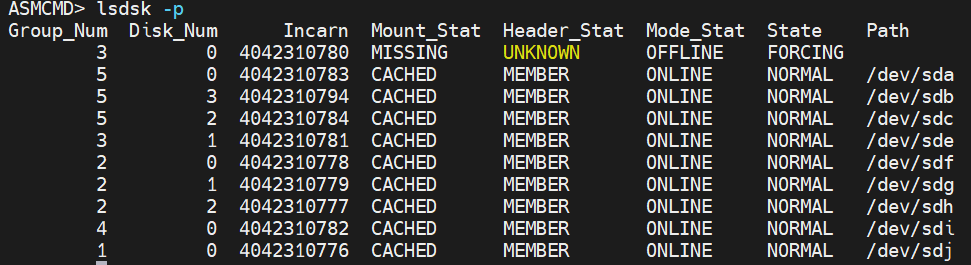 ASMCMD> lsdsk -p
Group_Num  Disk_Num      Incarn  Mount_Stat  Header_Stat  Mode_Stat  State    Path
        3         0  4042310780  MISSING     UNKNOWN      OFFLINE    FORCING
        5         0  4042310783  CACHED      MEMBER       ONLINE     NORMAL   /dev/sda
        5         3  4042310794  CACHED      MEMBER       ONLINE     NORMAL   /dev/sdb
        5         2  4042310784  CACHED      MEMBER       ONLINE     NORMAL   /dev/sdc
        3         1  4042310781  CACHED      MEMBER       ONLINE     NORMAL   /dev/sde
        2         0  4042310778  CACHED      MEMBER       ONLINE     NORMAL   /dev/sdf
        2         1  4042310779  CACHED      MEMBER       ONLINE     NORMAL   /dev/sdg
        2         2  4042310777  CACHED      MEMBER       ONLINE     NORMAL   /dev/sdh
        4         0  4042310782  CACHED      MEMBER       ONLINE     NORMAL   /dev/sdi
        1         0  4042310776  CACHED      MEMBER       ONLINE     NORMAL   /dev/sdj